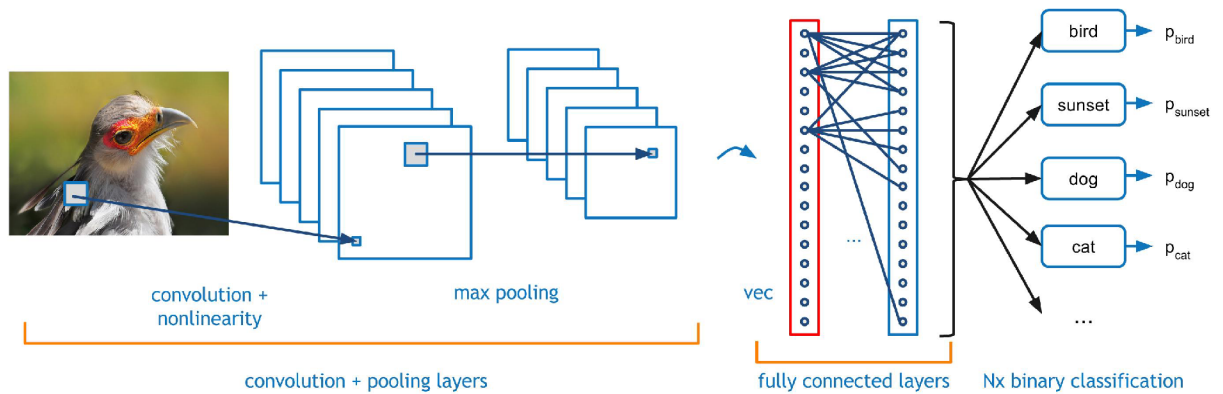 bird
p_bird
sunset
p_sunset
dog
p_dog
cat
p_cat
...
...
convolution +
nonlinearity
max pooling
vec
convolution + pooling layers
fully connected layers
Nx binary classification